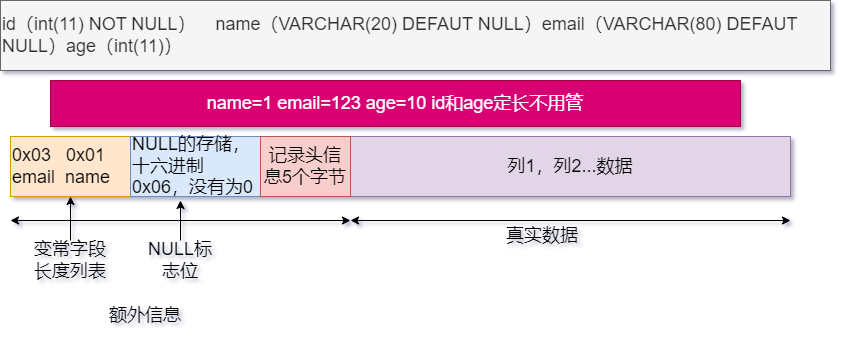 id（int(11) NOT NULL）　name（VARCHAR(20) DEFAUT NULL）email（VARCHAR(80) DEFAUT
NULL）age（int(11)）
name=1 email=123 age=10 id和age定长不用管
0x03 0x01
email name
NULL的存储，
十六进制
0x06，没有为0
记录头信
息5个字节
列1，列2...数据
变常字段
长度列表
NULL标
志位
真实数据
额外信息